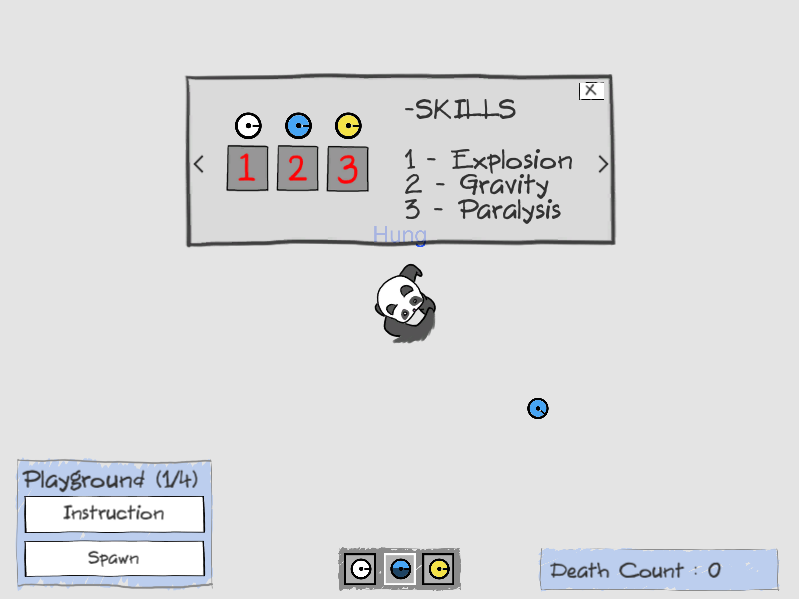 X
-SKILLS
1 2 3
1 - Explosion
2 - Gravity
3 - Paralysis
Hung
Playground (1/4)
Instruction
Spawn
Death Count : 0